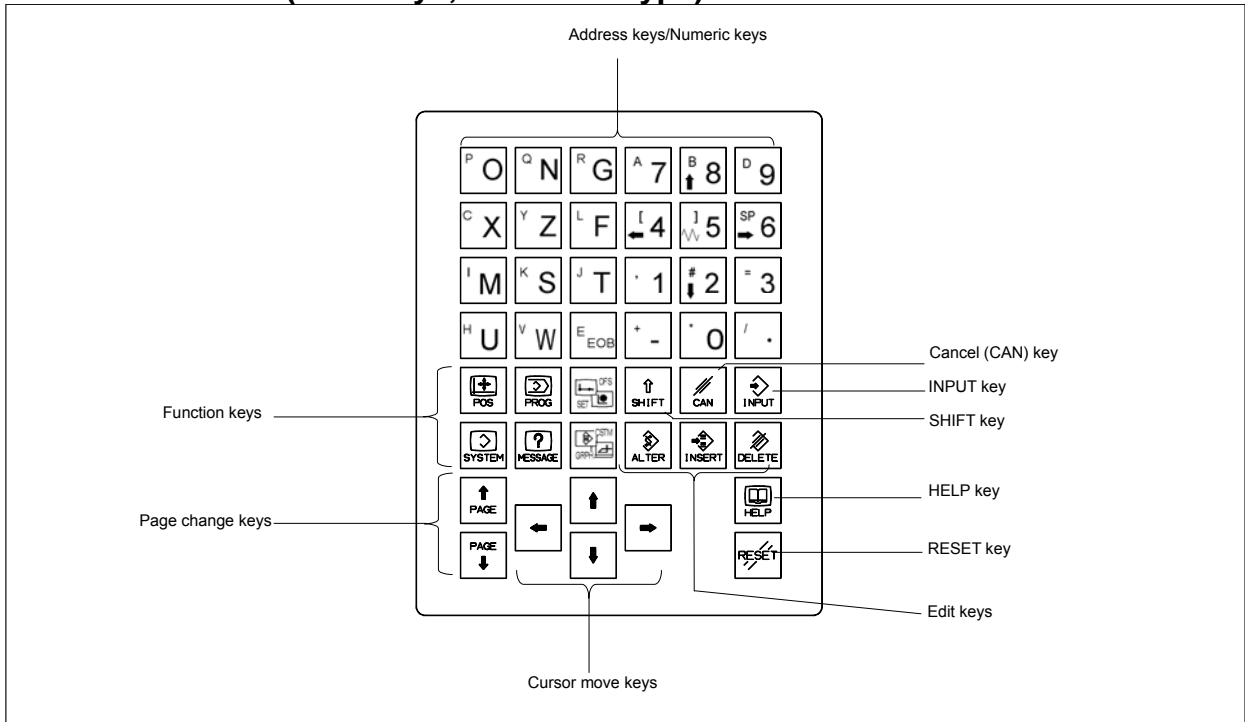 Address keys/Numeric keys
P O Q N R G A 7 B 8 D 9
C X Y Z L F [ 4 ] 5 SP 6
I M K S J T , 1 # 2 = 3
H U V W E EOB + - * 0 / .
Cancel (CAN) key
POS PROG OFS SET SHIFT CAN INPUT
INPUT key
Function keys
SHIFT key
SYSTEM MESSAGE CSTM GRPH ALTER INSERT DELETE
PAGE HELP
HELP key
Page change keys
PAGE RESET
RESET key
Edit keys
Cursor move keys